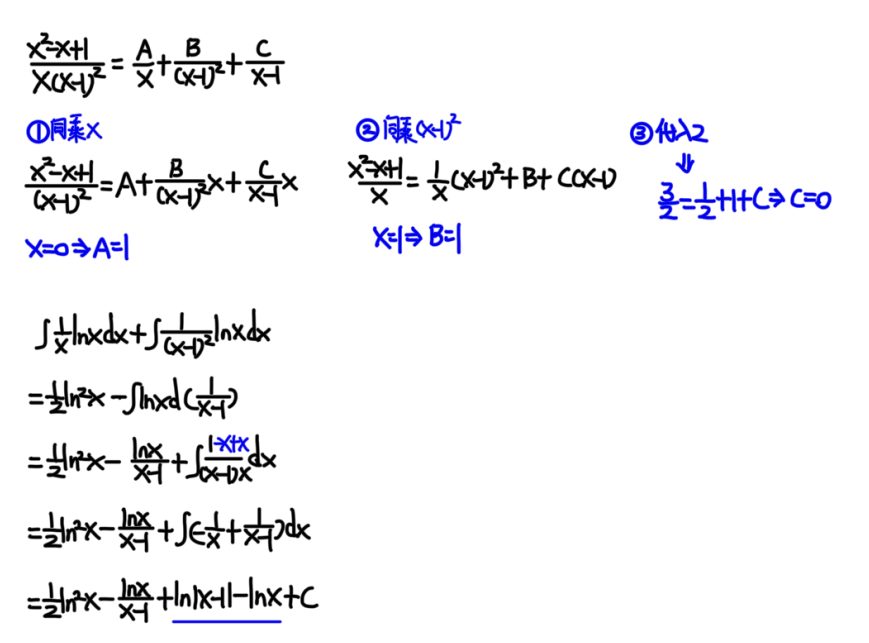 (x²-x+1)/(x(x-1)²) = A/x + B/(x-1)² + C/(x-1)
①同乘x
(x²-x+1)/(x-1)² = A + B/(x-1)² x + C/(x-1) x
x=0⇒A=1
②同乘(x-1)²
(x²-x+1)/x = 1/x (x-1)² + B + C(x-1)
x=1⇒B=1
③代入2
⇓
3/2 = 1/2 + 1 + C ⇒ C=0
∫ 1/x lnx dx + ∫ 1/(x-1)² lnx dx
= 1/2 ln²x - ∫ lnx d(1/(x-1))
= 1/2 ln²x - lnx/(x-1) + ∫ (1-x+x)/((x-1)x) dx
= 1/2 ln²x - lnx/(x-1) + ∫ (-1/x + 1/(x-1)) dx
= 1/2 ln²x - lnx/(x-1) + ln|x-1| - lnx + C